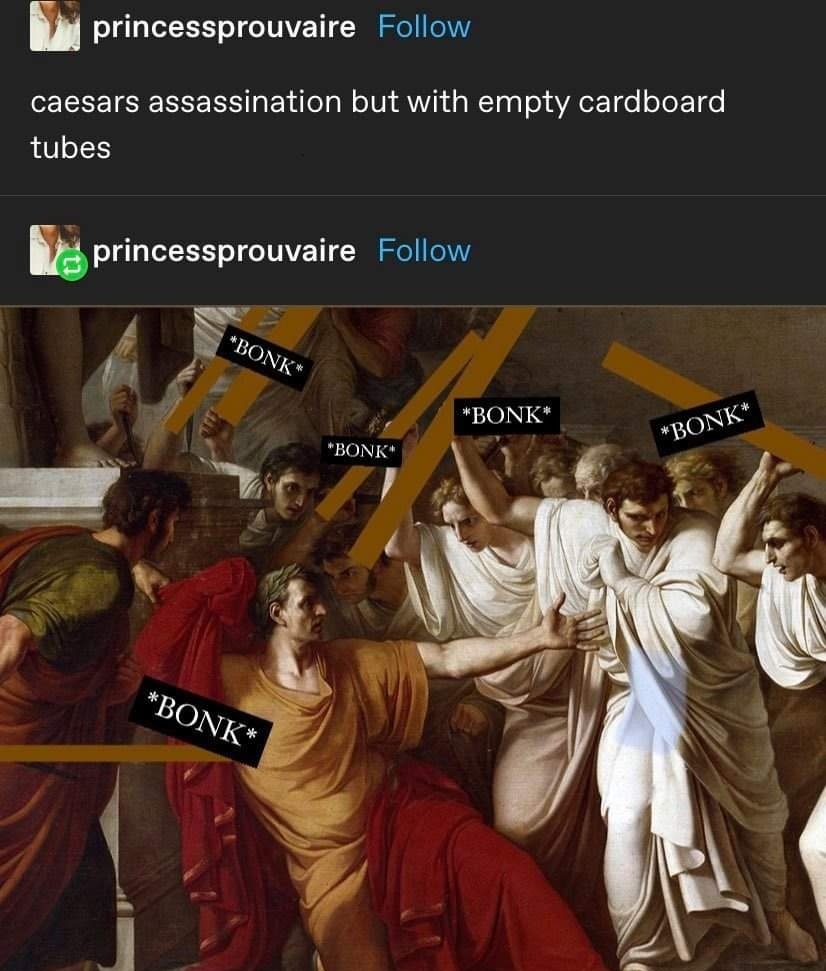 princessprouvaire Follow
caesars assassination but with empty cardboard
tubes
princessprouvaire Follow
*BONK*
*BONK*
*BONK*
*BONK*
*BONK*